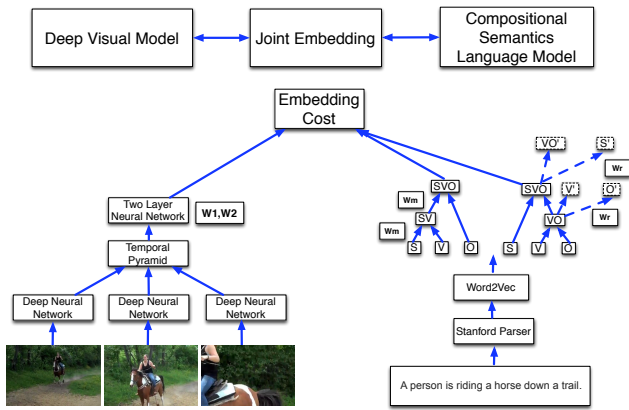 Deep Visual Model
Joint Embedding
Compositional
Semantics
Language Model
Embedding
Cost
VO'
S'
Wr
SVO
SVO
V'
O'
Wm
Two Layer
Neural Network
W1,W2
SV
VO
Wr
Wm
S
V
O
S
V
O
Temporal
Pyramid
Word2Vec
Deep Neural
Network
Deep Neural
Network
Deep Neural
Network
Stanford Parser
A person is riding a horse down a trail.